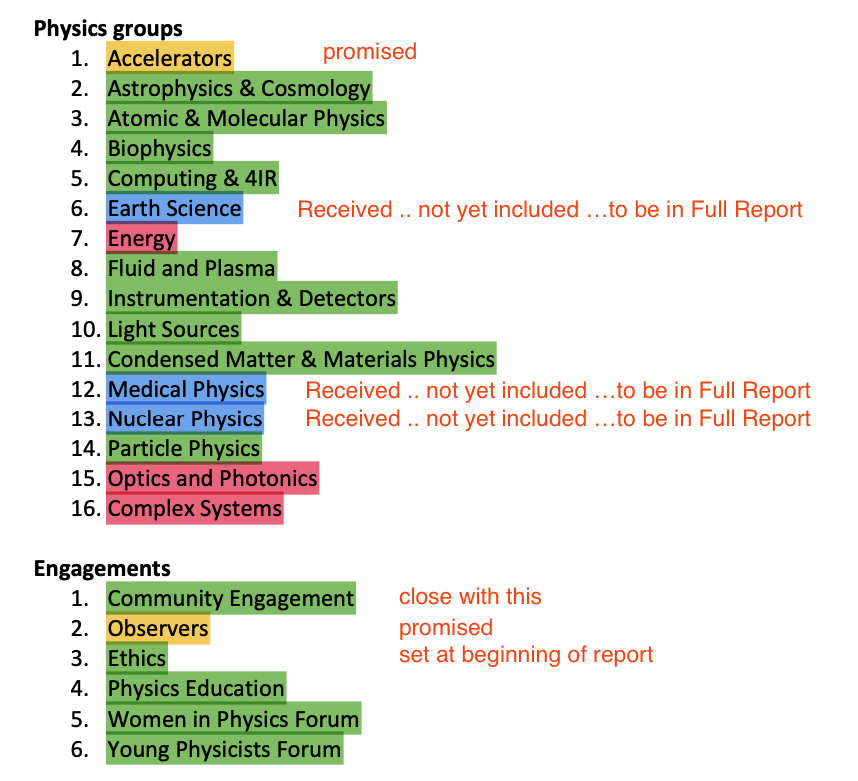 Physics groups
1. Accelerators promised
2. Astrophysics & Cosmology
3. Atomic & Molecular Physics
4. Biophysics
5. Computing & 4IR
6. Earth Science Received .. not yet included …to be in Full Report
7. Energy
8. Fluid and Plasma
9. Instrumentation & Detectors
10. Light Sources
11. Condensed Matter & Materials Physics
12. Medical Physics Received .. not yet included …to be in Full Report
13. Nuclear Physics Received .. not yet included …to be in Full Report
14. Particle Physics
15. Optics and Photonics
16. Complex Systems
Engagements
1. Community Engagement close with this
2. Observers promised
3. Ethics set at beginning of report
4. Physics Education
5. Women in Physics Forum
6. Young Physicists Forum